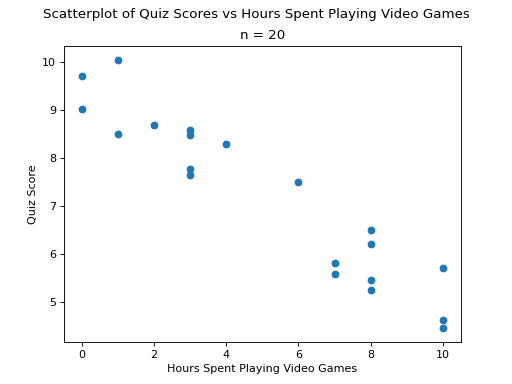 Scatterplot of Quiz Scores vs Hours Spent Playing Video Games
n = 20
10
9
8
7
6
5
Quiz Score
0 2 4 6 8 10
Hours Spent Playing Video Games